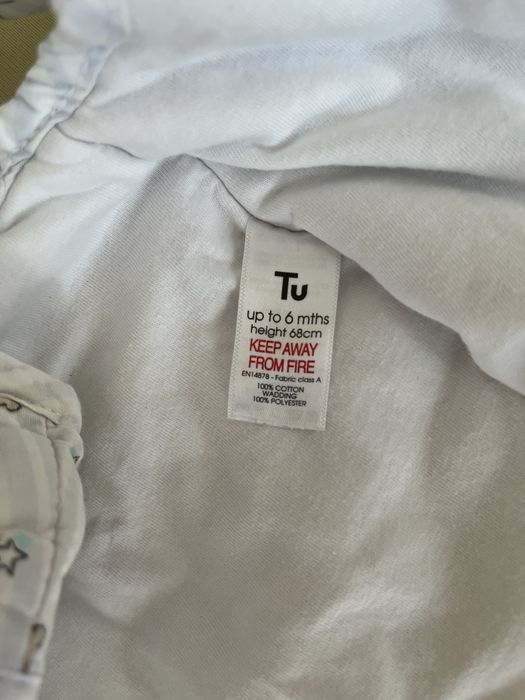 Tu
up to 6 mths
height 68cm
KEEP AWAY
FROM FIRE
EN14878 - Fabric class A
100% COTTON
WADDING
100% POLYESTER